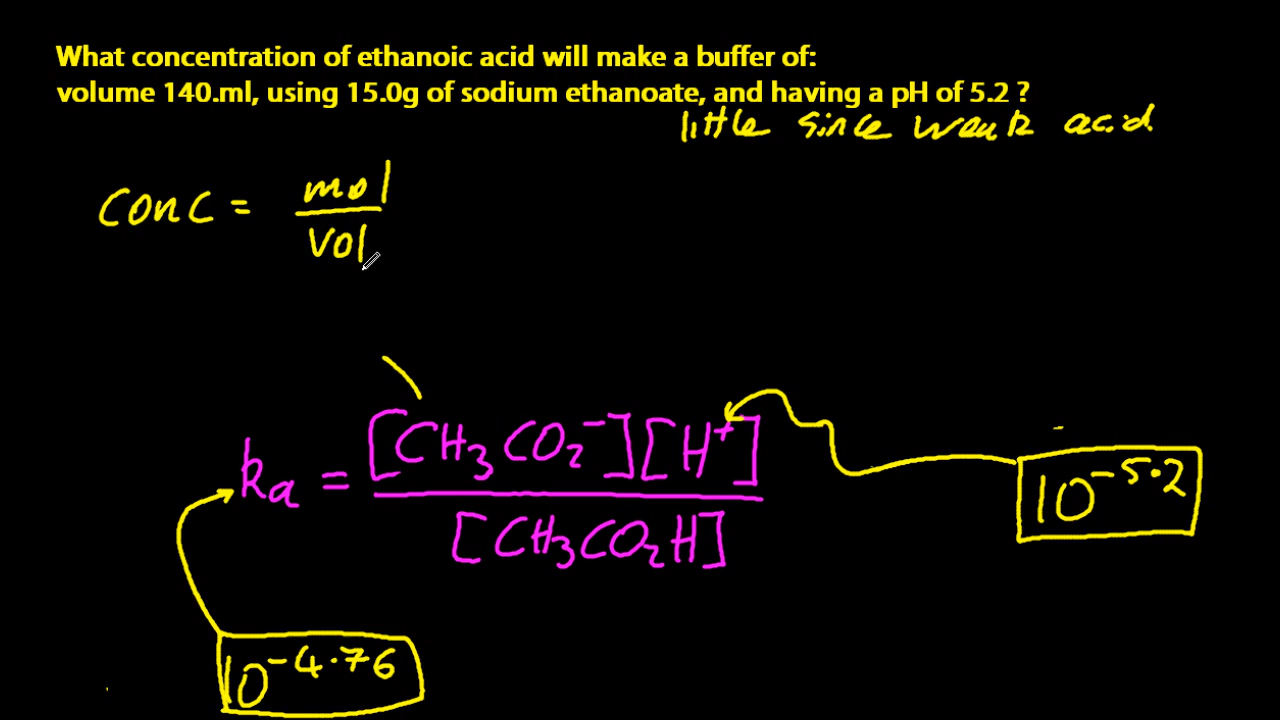 What concentration of ethanoic acid will make a buffer of:
volume 140.ml, using 15.0g of sodium ethanoate, and having a pH of 5.2 ?
little since weak acid
conc = mol
vol
ka = [CH3CO2-][H+]
[CH3CO2H]
10-5.2
10-4.76